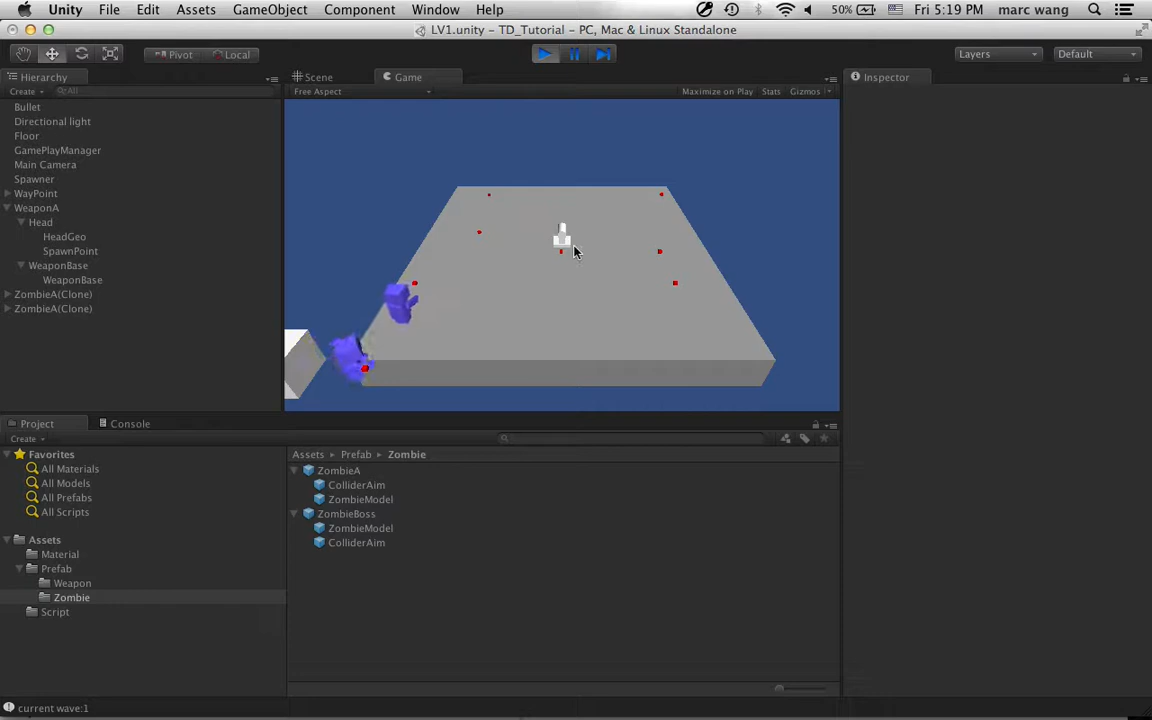 Unity File Edit Assets GameObject Component Window Help 50% Fri 5:19 PM marc wang
LV1.unity - TD_Tutorial - PC, Mac & Linux Standalone
Pivot Local Layers Default
Hierarchy Scene Game Inspector
Create All Free Aspect Maximize on Play Stats Gizmos
Bullet
Directional light
Floor
GamePlayManager
Main Camera
Spawner
WayPoint
WeaponA
Head
HeadGeo
SpawnPoint
WeaponBase
WeaponBase
ZombieA(Clone)
ZombieA(Clone)
Project Console
Create
Favorites
All Materials
All Models
All Prefabs
All Scripts
Assets
Material
Prefab
Weapon
Zombie
Script
Assets Prefab Zombie
ZombieA
ColliderAim
ZombieModel
ZombieBoss
ZombieModel
ColliderAim
current wave:1